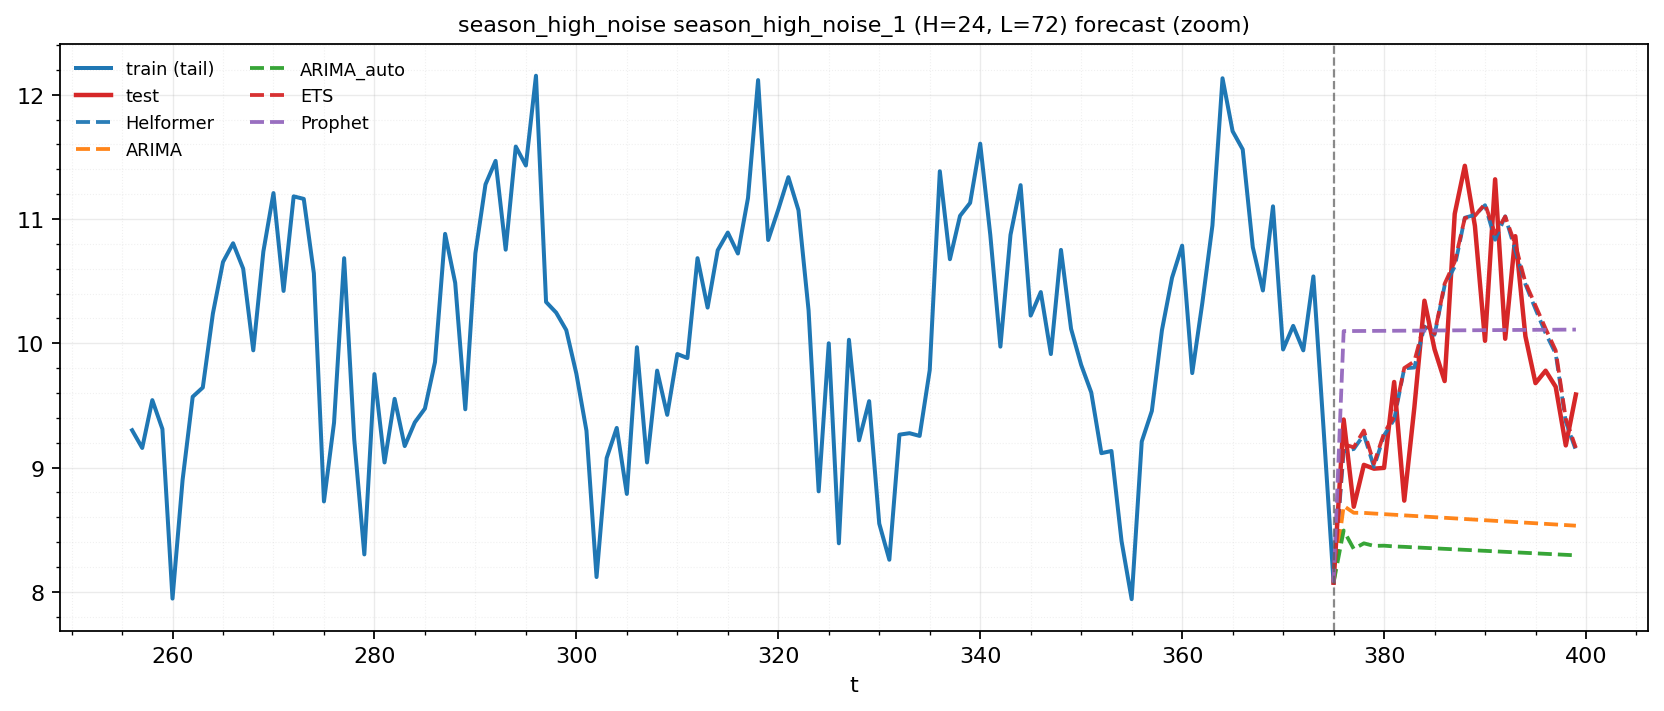 season_high_noise season_high_noise_1 (H=24, L=72) forecast (zoom)
train (tail)
test
Helformer
ARIMA
ARIMA_auto
ETS
Prophet
12
11
10
9
8
260 280 300 320 340 360 380 400
t